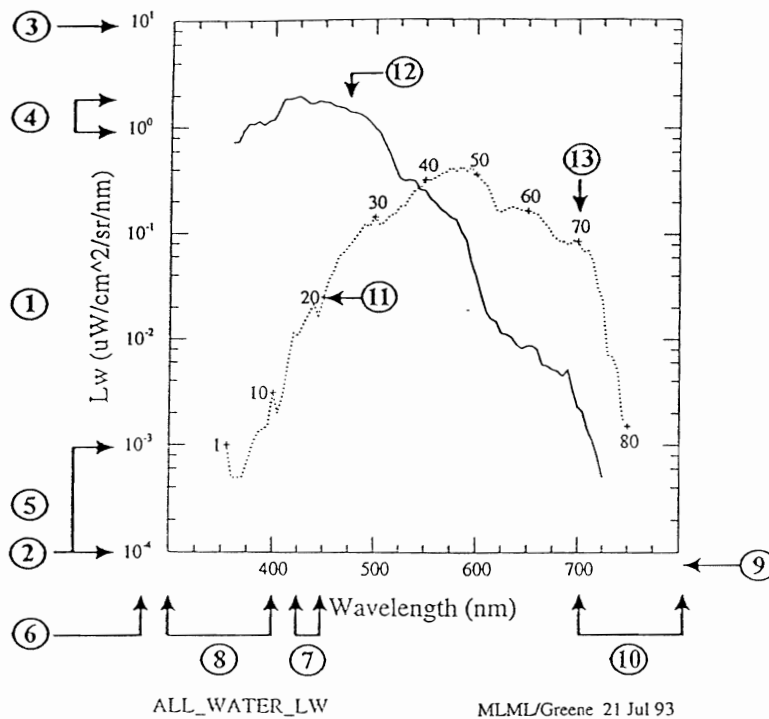 ③ 10¹
⑫
④ 10⁰
40 50 ⑬
60
30 70
10⁻¹
① Lw (uW/cm^2/sr/nm)
20 ⑪
10⁻²
10
1 80
10⁻³
⑤
② 10⁻⁴
400 500 600 700 ⑨
Wavelength (nm)
⑥
⑧ ⑦ ⑩
ALL_WATER_LW MLML/Greene 21 Jul 93